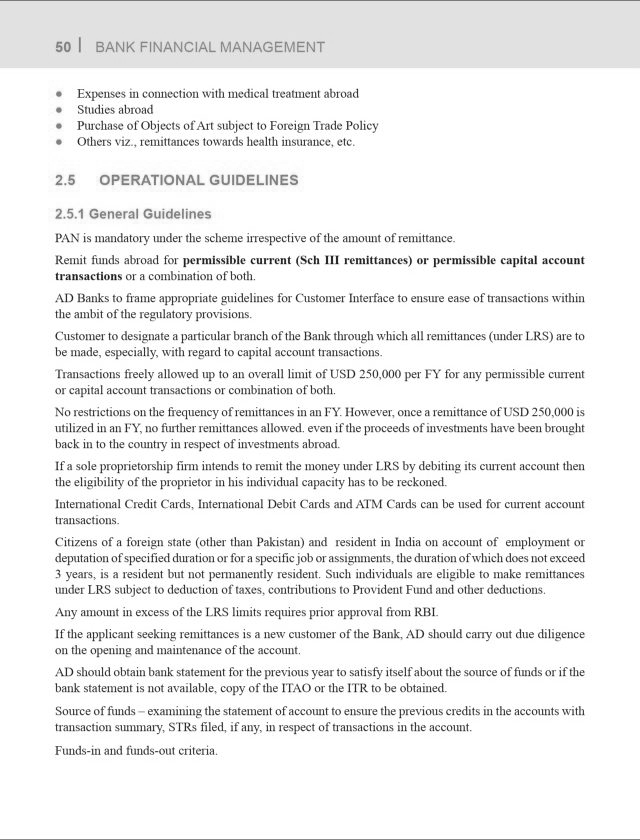 50 | BANK FINANCIAL MANAGEMENT
• Expenses in connection with medical treatment abroad
• Studies abroad
• Purchase of Objects of Art subject to Foreign Trade Policy
• Others viz., remittances towards health insurance, etc.
2.5 OPERATIONAL GUIDELINES
2.5.1 General Guidelines
PAN is mandatory under the scheme irrespective of the amount of remittance.
Remit funds abroad for permissible current (Sch III remittances) or permissible capital account
transactions or a combination of both.
AD Banks to frame appropriate guidelines for Customer Interface to ensure ease of transactions within
the ambit of the regulatory provisions.
Customer to designate a particular branch of the Bank through which all remittances (under LRS) are to
be made, especially, with regard to capital account transactions.
Transactions freely allowed up to an overall limit of USD 250,000 per FY for any permissible current
or capital account transactions or combination of both.
No restrictions on the frequency of remittances in an FY. However, once a remittance of USD 250,000 is
utilized in an FY, no further remittances allowed. even if the proceeds of investments have been brought
back in to the country in respect of investments abroad.
If a sole proprietorship firm intends to remit the money under LRS by debiting its current account then
the eligibility of the proprietor in his individual capacity has to be reckoned.
International Credit Cards, International Debit Cards and ATM Cards can be used for current account
transactions.
Citizens of a foreign state (other than Pakistan) and resident in India on account of employment or
deputation of specified duration or for a specific job or assignments, the duration of which does not exceed
3 years, is a resident but not permanently resident. Such individuals are eligible to make remittances
under LRS subject to deduction of taxes, contributions to Provident Fund and other deductions.
Any amount in excess of the LRS limits requires prior approval from RBI.
If the applicant seeking remittances is a new customer of the Bank, AD should carry out due diligence
on the opening and maintenance of the account.
AD should obtain bank statement for the previous year to satisfy itself about the source of funds or if the
bank statement is not available, copy of the ITAO or the ITR to be obtained.
Source of funds – examining the statement of account to ensure the previous credits in the accounts with
transaction summary, STRs filed, if any, in respect of transactions in the account.
Funds-in and funds-out criteria.